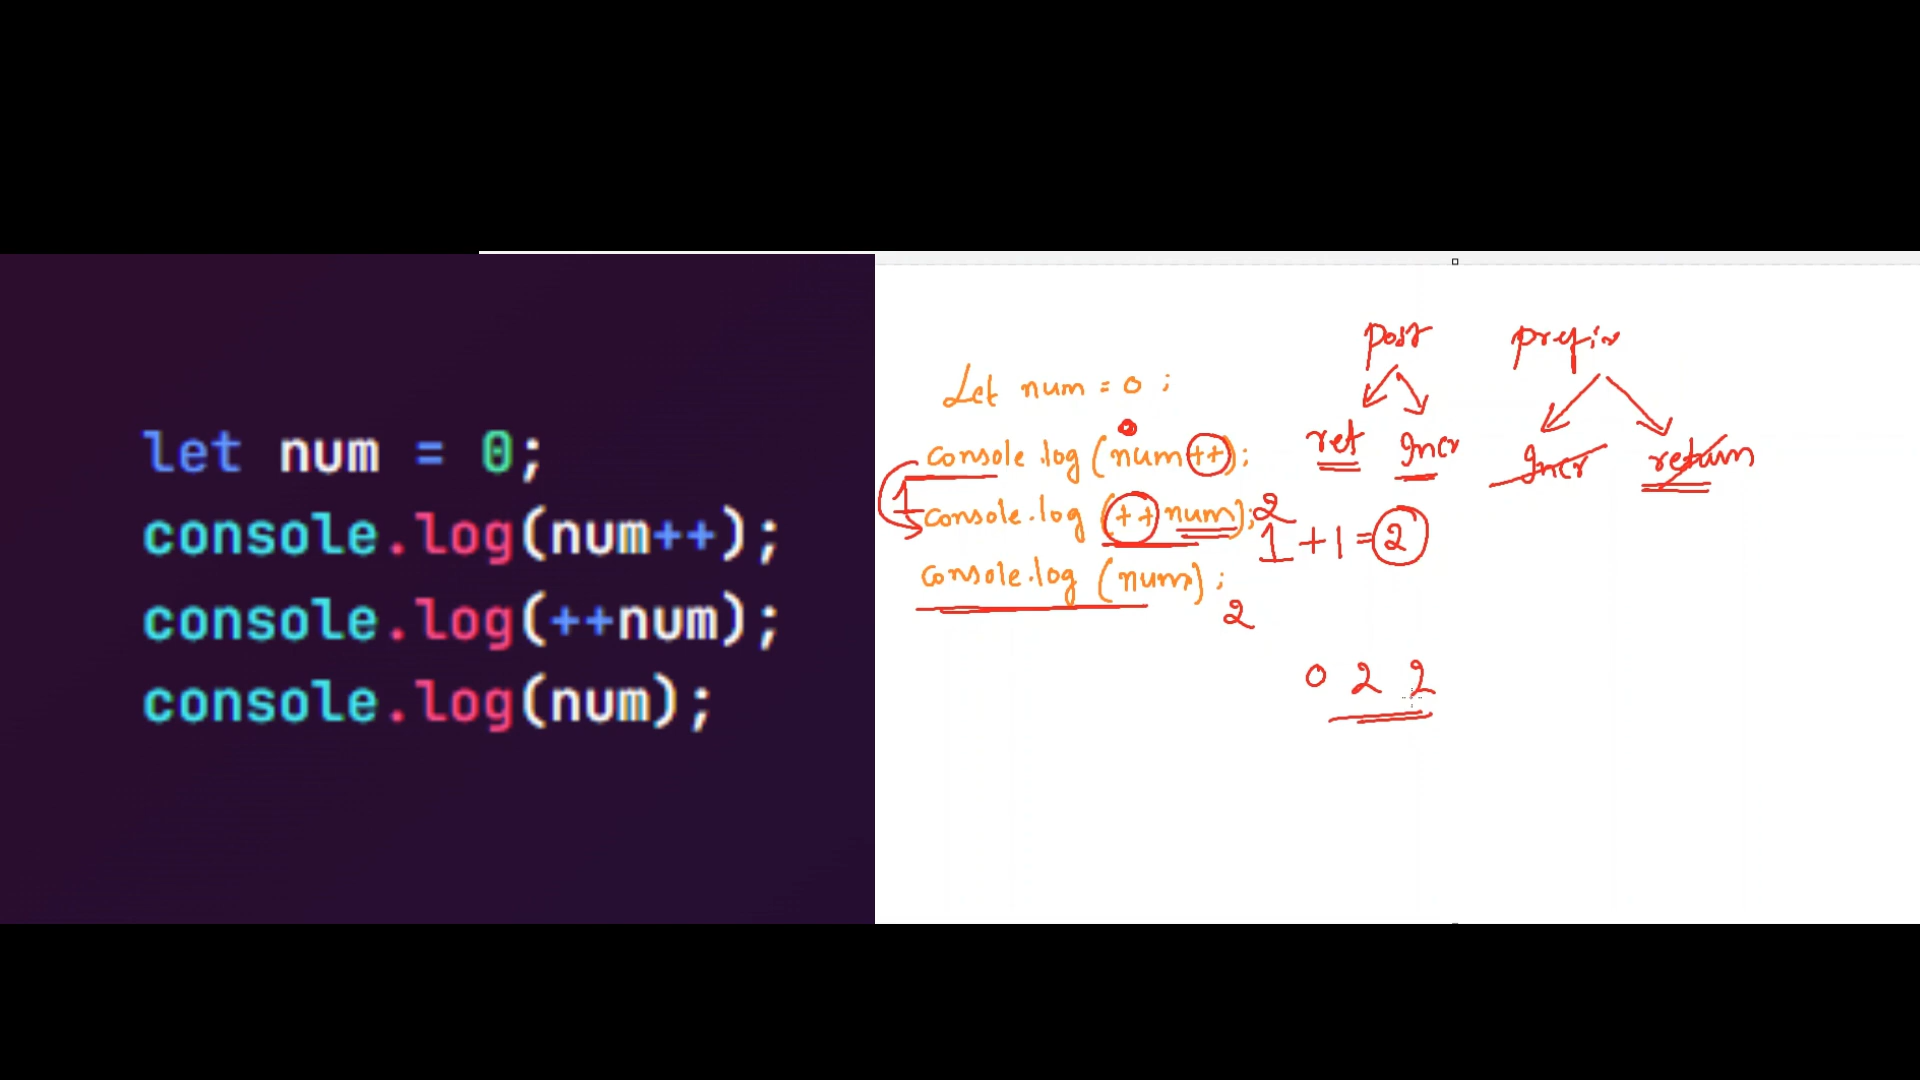 let num = 0;
console.log(num++);
console.log(++num);
console.log(num);
Let num = 0 ;
0
console.log (num++);
1
console.log (++num);
2
1 + 1 = 2
console.log (num) ;
2
post
ret Incr
prefix
Incr return
0 2 2